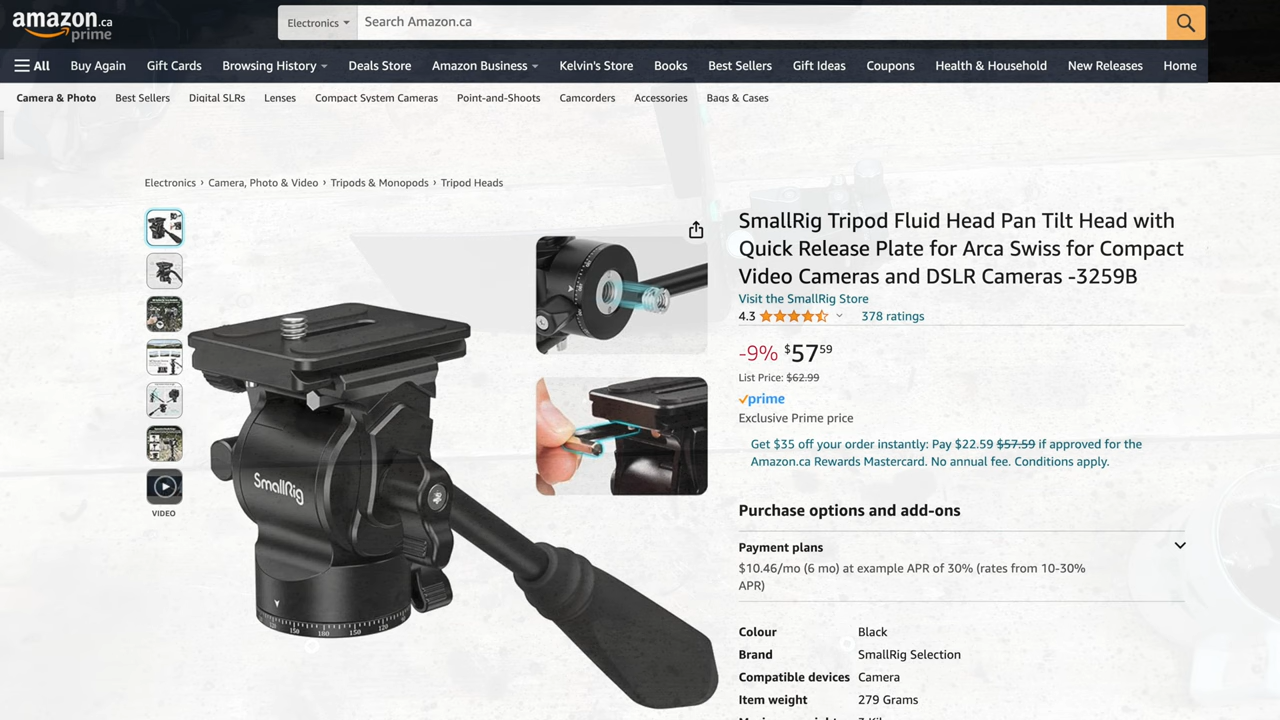 amazon.ca
prime
Electronics
Search Amazon.ca
All
Buy Again
Gift Cards
Browsing History
Deals Store
Amazon Business
Kelvin's Store
Books
Best Sellers
Gift Ideas
Coupons
Health & Household
New Releases
Home
Camera & Photo
Best Sellers
Digital SLRs
Lenses
Compact System Cameras
Point-and-Shoots
Camcorders
Accessories
Bags & Cases
Electronics › Camera, Photo & Video › Tripods & Monopods › Tripod Heads
VIDEO
SmallRig
150 180 150 120
SmallRig Tripod Fluid Head Pan Tilt Head with
Quick Release Plate for Arca Swiss for Compact
Video Cameras and DSLR Cameras -3259B
Visit the SmallRig Store
4.3
378 ratings
-9% $57 59
List Price: $62.99
prime
Exclusive Prime price
Get $35 off your order instantly: Pay $22.59 $57.59 if approved for the
Amazon.ca Rewards Mastercard. No annual fee. Conditions apply.
Purchase options and add-ons
Payment plans
$10.46/mo (6 mo) at example APR of 30% (rates from 10-30%
APR)
Colour Black
Brand SmallRig Selection
Compatible devices Camera
Item weight 279 Grams